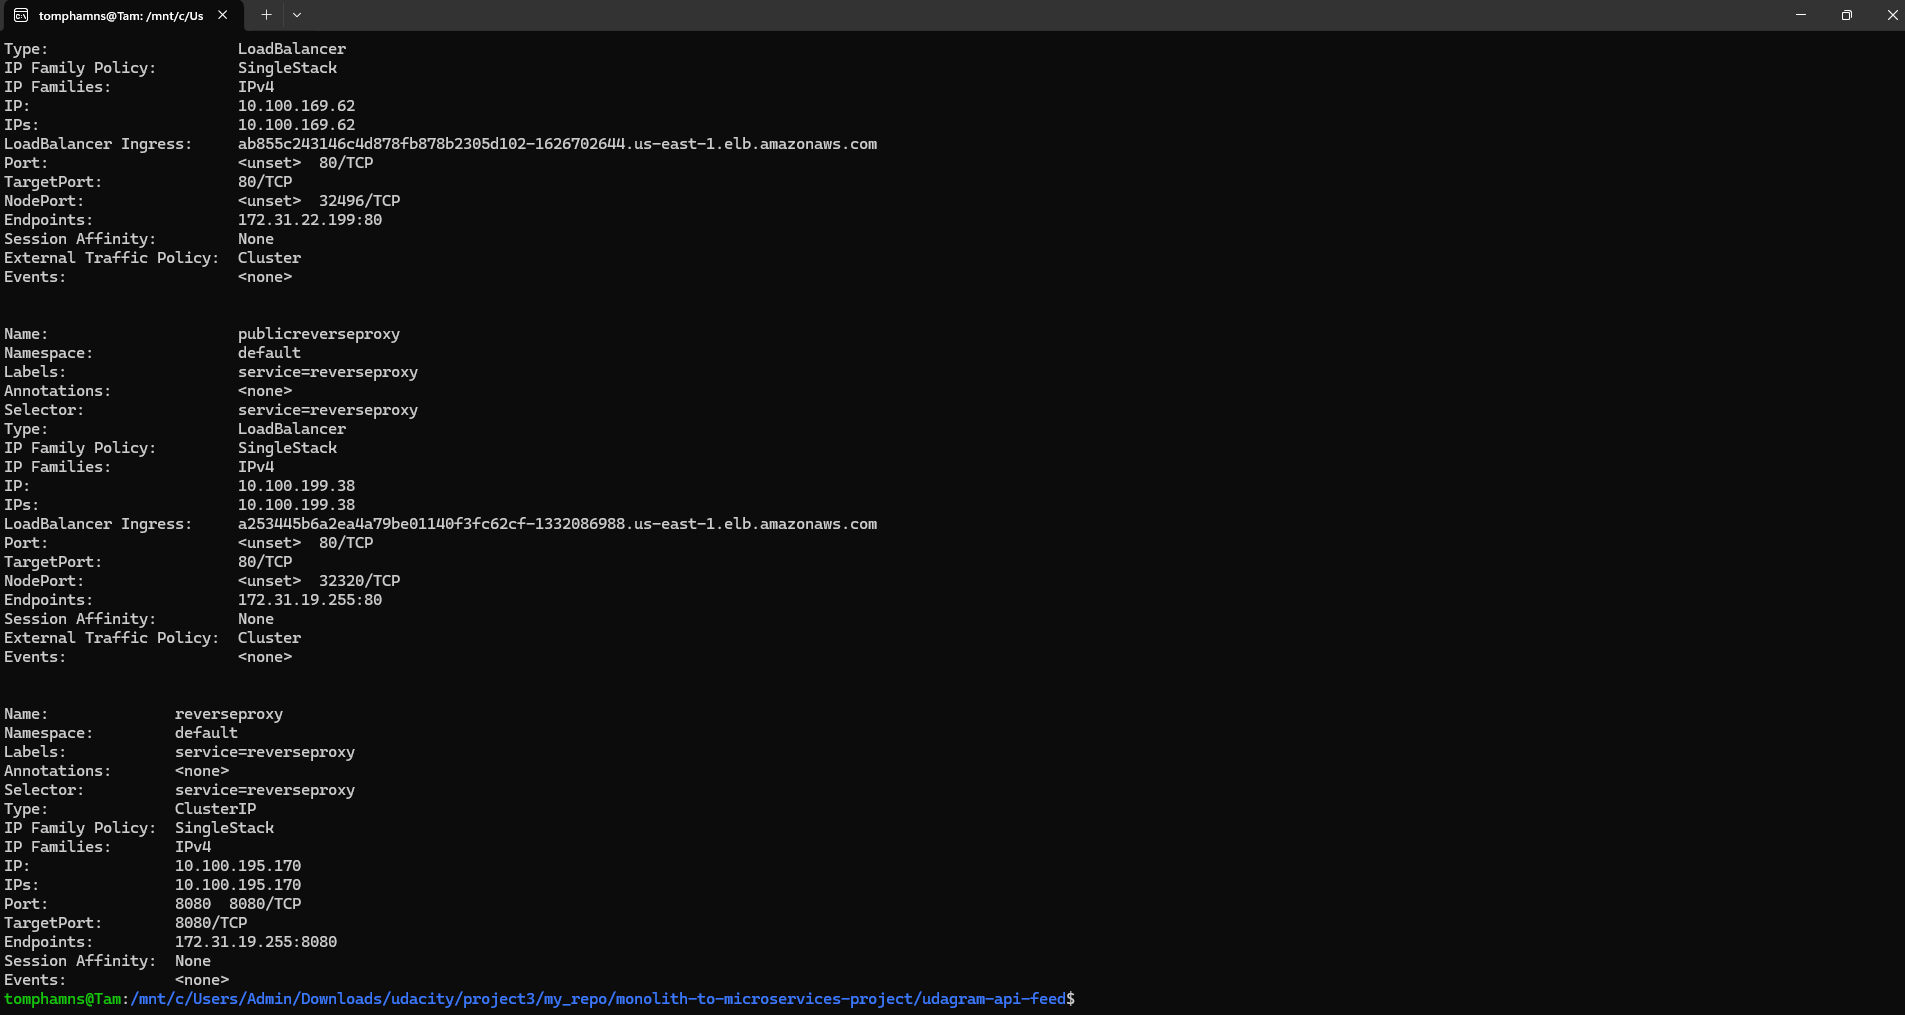 tomphamns@Tam: /mnt/c/Us
Type:                     LoadBalancer
IP Family Policy:         SingleStack
IP Families:              IPv4
IP:                       10.100.169.62
IPs:                      10.100.169.62
LoadBalancer Ingress:     ab855c243146c4d878fb878b2305d102-1626702644.us-east-1.elb.amazonaws.com
Port:                     <unset>  80/TCP
TargetPort:               80/TCP
NodePort:                 <unset>  32496/TCP
Endpoints:                172.31.22.199:80
Session Affinity:         None
External Traffic Policy:  Cluster
Events:                   <none>
Name:                     publicreverseproxy
Namespace:                default
Labels:                   service=reverseproxy
Annotations:              <none>
Selector:                 service=reverseproxy
Type:                     LoadBalancer
IP Family Policy:         SingleStack
IP Families:              IPv4
IP:                       10.100.199.38
IPs:                      10.100.199.38
LoadBalancer Ingress:     a253445b6a2ea4a79be01140f3fc62cf-1332086988.us-east-1.elb.amazonaws.com
Port:                     <unset>  80/TCP
TargetPort:               80/TCP
NodePort:                 <unset>  32320/TCP
Endpoints:                172.31.19.255:80
Session Affinity:         None
External Traffic Policy:  Cluster
Events:                   <none>
Name:              reverseproxy
Namespace:         default
Labels:            service=reverseproxy
Annotations:       <none>
Selector:          service=reverseproxy
Type:              ClusterIP
IP Family Policy:  SingleStack
IP Families:       IPv4
IP:                10.100.195.170
IPs:               10.100.195.170
Port:              8080  8080/TCP
TargetPort:        8080/TCP
Endpoints:         172.31.19.255:8080
Session Affinity:  None
Events:            <none>
tomphamns@Tam:/mnt/c/Users/Admin/Downloads/udacity/project3/my_repo/monolith-to-microservices-project/udagram-api-feed$